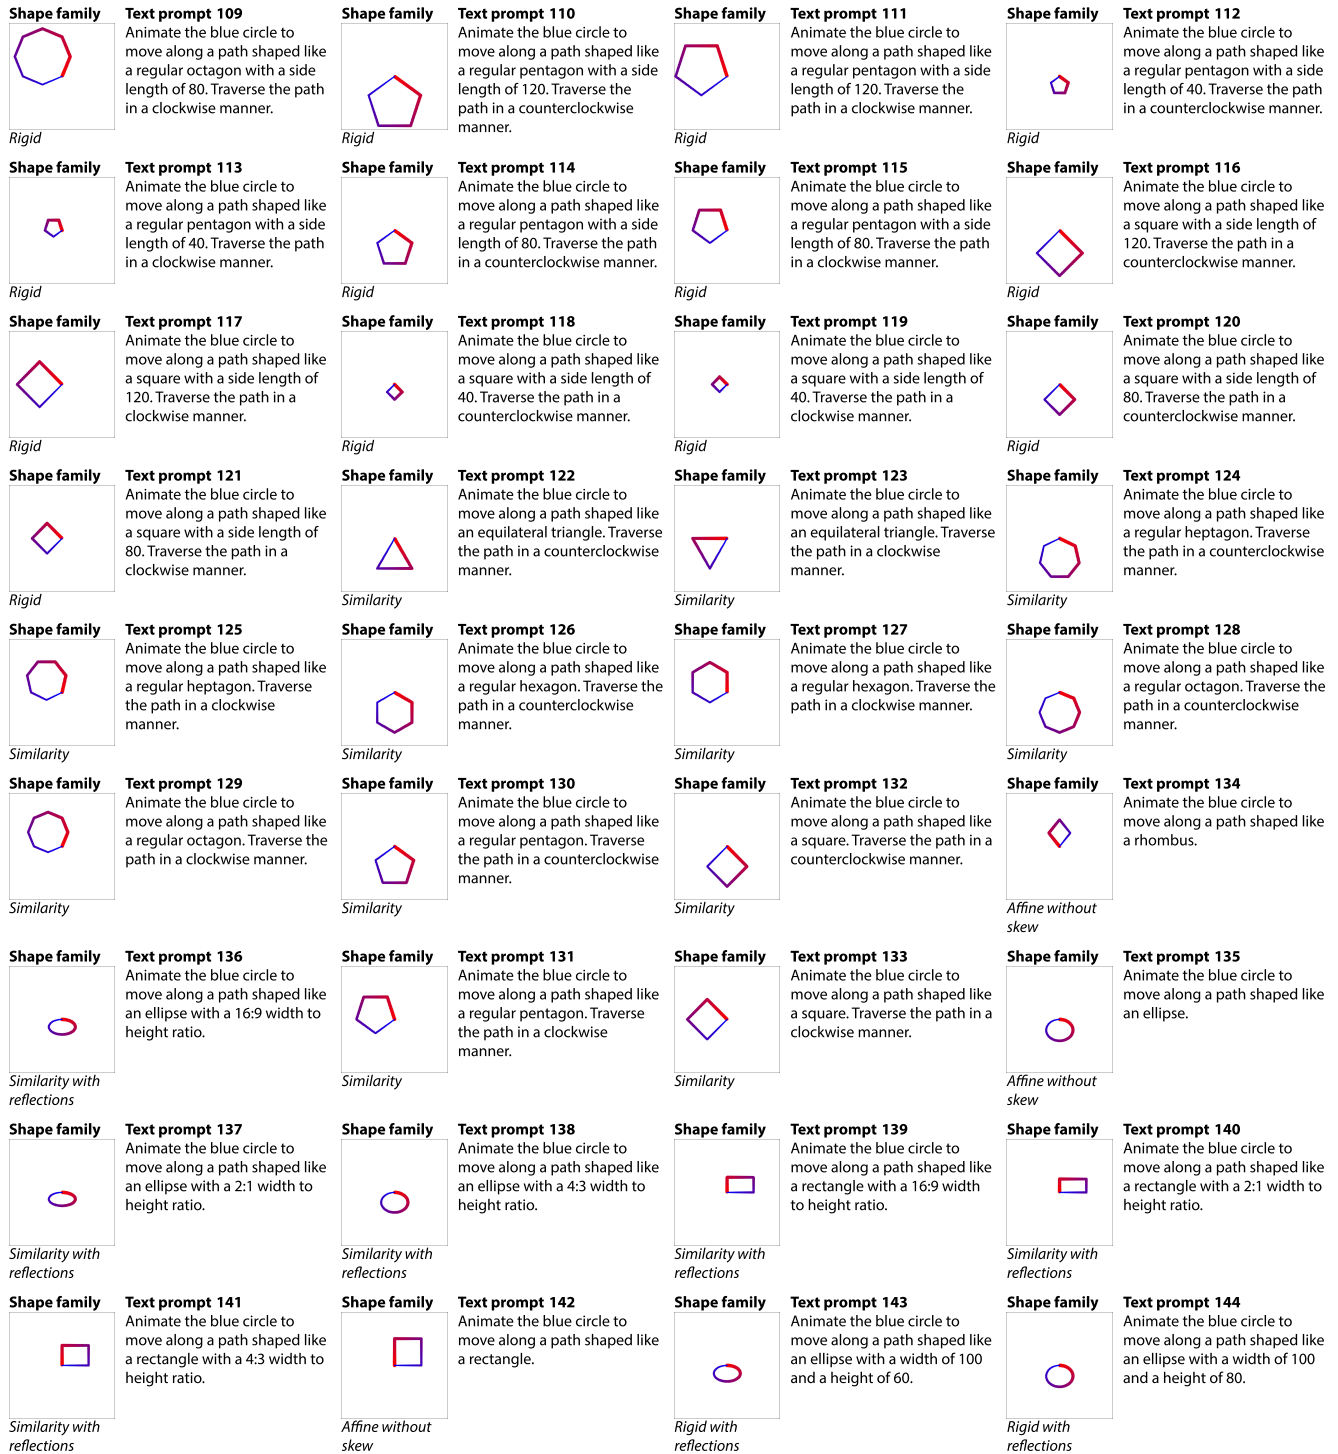 Shape family
Text prompt 109
Animate the blue circle to
move along a path shaped like
a regular octagon with a side
length of 80. Traverse the path
in a clockwise manner.
Rigid
Shape family
Text prompt 110
Animate the blue circle to
move along a path shaped like
a regular pentagon with a side
length of 120. Traverse the
path in a counterclockwise
manner.
Rigid
Shape family
Text prompt 111
Animate the blue circle to
move along a path shaped like
a regular pentagon with a side
length of 120. Traverse the
path in a clockwise manner.
Rigid
Shape family
Text prompt 112
Animate the blue circle to
move along a path shaped like
a regular pentagon with a side
length of 40. Traverse the path
in a counterclockwise manner.
Rigid
Shape family
Text prompt 113
Animate the blue circle to
move along a path shaped like
a regular pentagon with a side
length of 40. Traverse the path
in a clockwise manner.
Rigid
Shape family
Text prompt 114
Animate the blue circle to
move along a path shaped like
a regular pentagon with a side
length of 80. Traverse the path
in a counterclockwise manner.
Rigid
Shape family
Text prompt 115
Animate the blue circle to
move along a path shaped like
a regular pentagon with a side
length of 80. Traverse the path
in a clockwise manner.
Rigid
Shape family
Text prompt 116
Animate the blue circle to
move along a path shaped like
a square with a side length of
120. Traverse the path in a
counterclockwise manner.
Rigid
Shape family
Text prompt 117
Animate the blue circle to
move along a path shaped like
a square with a side length of
120. Traverse the path in a
clockwise manner.
Rigid
Shape family
Text prompt 118
Animate the blue circle to
move along a path shaped like
a square with a side length of
40. Traverse the path in a
counterclockwise manner.
Rigid
Shape family
Text prompt 119
Animate the blue circle to
move along a path shaped like
a square with a side length of
40. Traverse the path in a
clockwise manner.
Rigid
Shape family
Text prompt 120
Animate the blue circle to
move along a path shaped like
a square with a side length of
80. Traverse the path in a
counterclockwise manner.
Rigid
Shape family
Text prompt 121
Animate the blue circle to
move along a path shaped like
a square with a side length of
80. Traverse the path in a
clockwise manner.
Rigid
Shape family
Text prompt 122
Animate the blue circle to
move along a path shaped like
an equilateral triangle. Traverse
the path in a counterclockwise
manner.
Similarity
Shape family
Text prompt 123
Animate the blue circle to
move along a path shaped like
an equilateral triangle. Traverse
the path in a clockwise
manner.
Similarity
Shape family
Text prompt 124
Animate the blue circle to
move along a path shaped like
a regular heptagon. Traverse
the path in a counterclockwise
manner.
Similarity
Shape family
Text prompt 125
Animate the blue circle to
move along a path shaped like
a regular heptagon. Traverse
the path in a clockwise
manner.
Similarity
Shape family
Text prompt 126
Animate the blue circle to
move along a path shaped like
a regular hexagon. Traverse the
path in a counterclockwise
manner.
Similarity
Shape family
Text prompt 127
Animate the blue circle to
move along a path shaped like
a regular hexagon. Traverse the
path in a clockwise manner.
Similarity
Shape family
Text prompt 128
Animate the blue circle to
move along a path shaped like
a regular octagon. Traverse the
path in a counterclockwise
manner.
Similarity
Shape family
Text prompt 129
Animate the blue circle to
move along a path shaped like
a regular octagon. Traverse the
path in a clockwise manner.
Similarity
Shape family
Text prompt 130
Animate the blue circle to
move along a path shaped like
a regular pentagon. Traverse
the path in a counterclockwise
manner.
Similarity
Shape family
Text prompt 132
Animate the blue circle to
move along a path shaped like
a square. Traverse the path in a
counterclockwise manner.
Similarity
Shape family
Text prompt 134
Animate the blue circle to
move along a path shaped like
a rhombus.
Affine without
skew
Shape family
Text prompt 136
Animate the blue circle to
move along a path shaped like
an ellipse with a 16:9 width to
height ratio.
Similarity with
reflections
Shape family
Text prompt 131
Animate the blue circle to
move along a path shaped like
a regular pentagon. Traverse
the path in a clockwise
manner.
Similarity
Shape family
Text prompt 133
Animate the blue circle to
move along a path shaped like
a square. Traverse the path in a
clockwise manner.
Similarity
Shape family
Text prompt 135
Animate the blue circle to
move along a path shaped like
an ellipse.
Affine without
skew
Shape family
Text prompt 137
Animate the blue circle to
move along a path shaped like
an ellipse with a 2:1 width to
height ratio.
Similarity with
reflections
Shape family
Text prompt 138
Animate the blue circle to
move along a path shaped like
an ellipse with a 4:3 width to
height ratio.
Similarity with
reflections
Shape family
Text prompt 139
Animate the blue circle to
move along a path shaped like
a rectangle with a 16:9 width
to height ratio.
Similarity with
reflections
Shape family
Text prompt 140
Animate the blue circle to
move along a path shaped like
a rectangle with a 2:1 width to
height ratio.
Similarity with
reflections
Shape family
Text prompt 141
Animate the blue circle to
move along a path shaped like
a rectangle with a 4:3 width to
height ratio.
Similarity with
reflections
Shape family
Text prompt 142
Animate the blue circle to
move along a path shaped like
a rectangle.
Affine without
skew
Shape family
Text prompt 143
Animate the blue circle to
move along a path shaped like
an ellipse with a width of 100
and a height of 60.
Rigid with
reflections
Shape family
Text prompt 144
Animate the blue circle to
move along a path shaped like
an ellipse with a width of 100
and a height of 80.
Rigid with
reflections